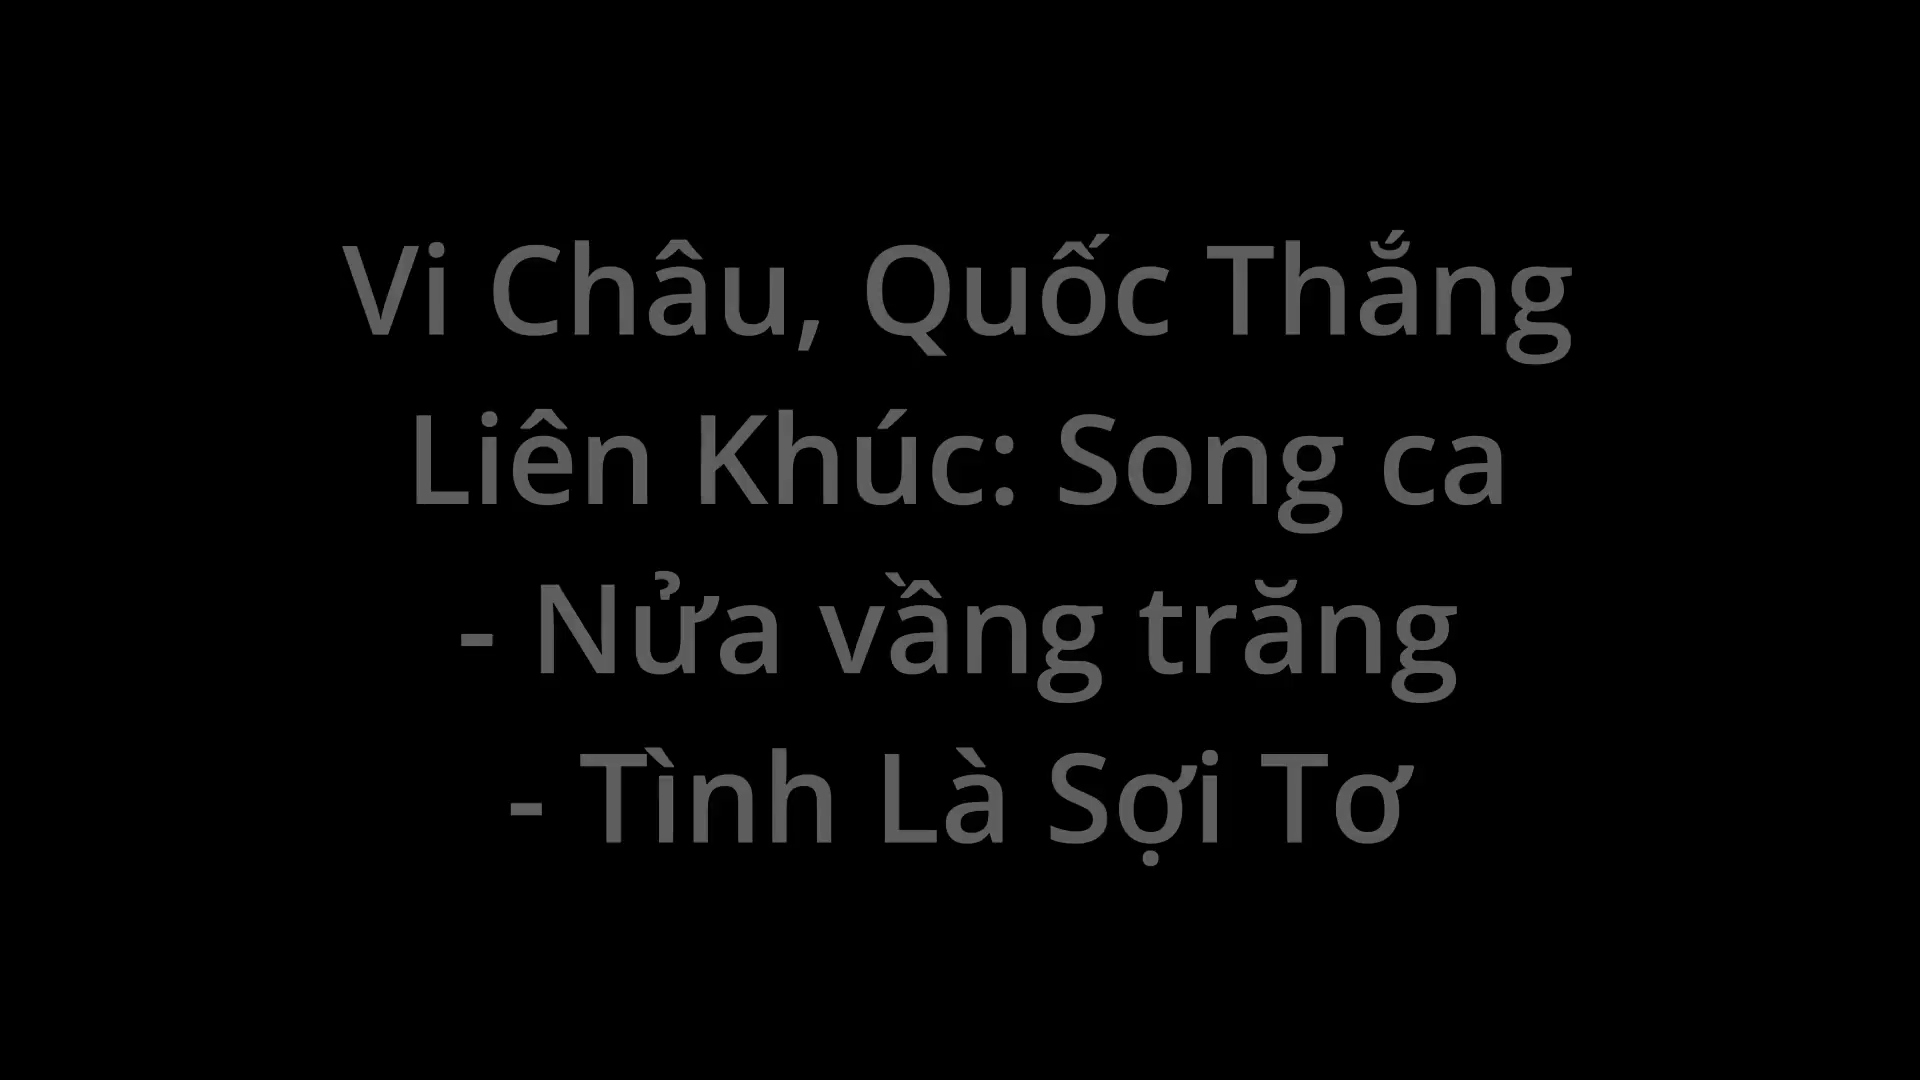 Vi Châu, Quốc Thắng
Liên Khúc: Song ca
- Nửa vầng trăng
- Tình Là Sợi Tơ